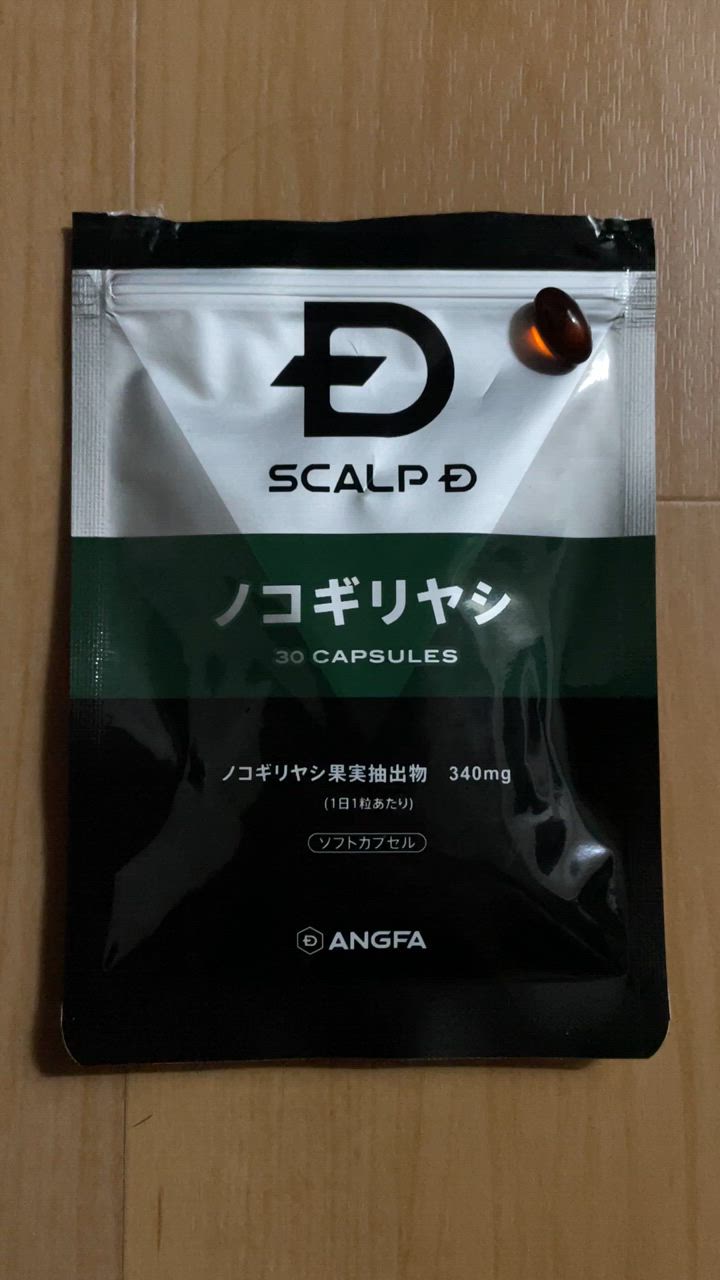 SCALP D
ノコギリヤシ
30 CAPSULES
ノコギリヤシ果実抽出物 340mg
(1日1粒あたり)
ソフトカプセル
ANGFA